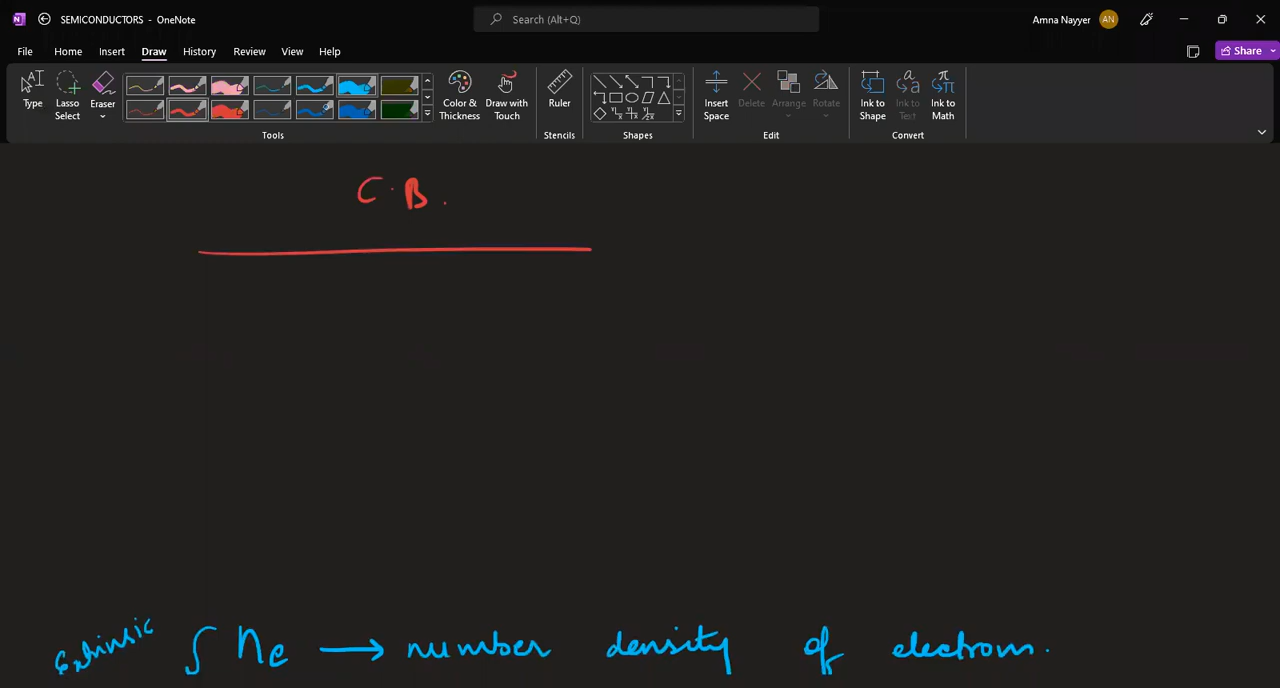 SEMICONDUCTORS - OneNote
Search (Alt+Q)
Amna Nayyer AN
File Home Insert Draw History Review View Help
Share
Type Lasso Select Eraser Color & Thickness Draw with Touch Ruler Insert Space Delete Arrange Rotate Ink to Shape Ink to Text Ink to Math
Tools Stencils Shapes Edit Convert
C.B.
Extrinsic ne → number density of electrons.